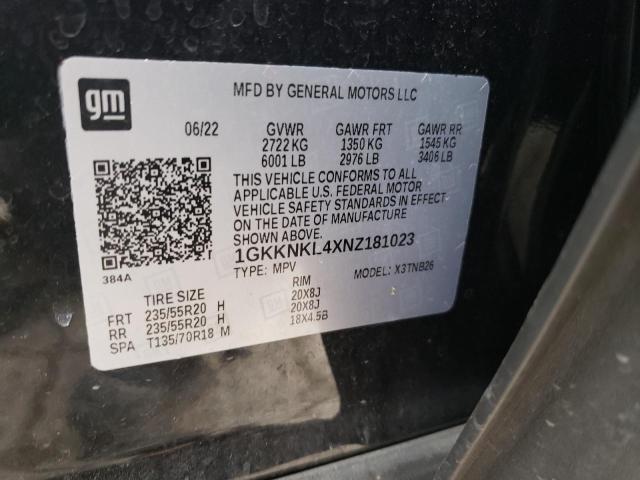 gm
MFD BY GENERAL MOTORS LLC
06/22 GVWR GAWR FRT GAWR RR
2722 KG 1350 KG 1545 KG
6001 LB 2976 LB 3406 LB
THIS VEHICLE CONFORMS TO ALL
APPLICABLE U.S. FEDERAL MOTOR
VEHICLE SAFETY STANDARDS IN EFFECT
ON THE DATE OF MANUFACTURE
SHOWN ABOVE.
384A
1GKKNKL4XNZ181023
TYPE: MPV MODEL: X3TNB26
TIRE SIZE RIM
FRT 235/55R20 H 20X8J
RR 235/55R20 H 20X8J
SPA T135/70R18 M 18X4.5B